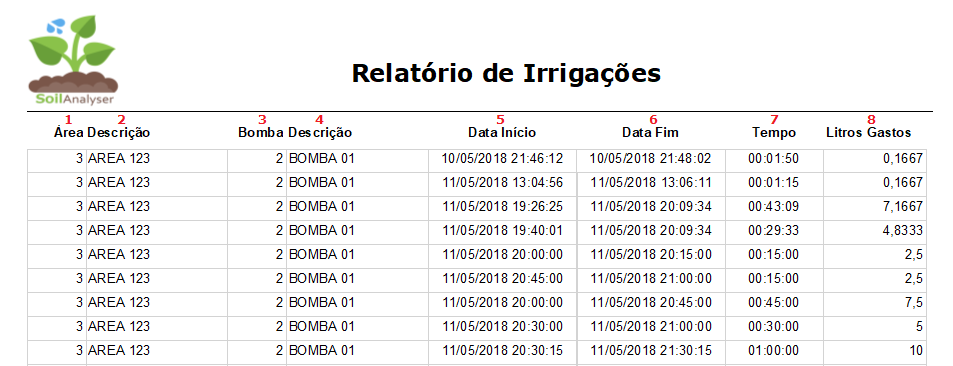 SoilAnalyser
Relatório de Irrigações
1 2 3 4 5 6 7 8
Área Descrição Bomba Descrição Data Início Data Fim Tempo Litros Gastos
3 AREA 123 2 BOMBA 01 10/05/2018 21:46:12 10/05/2018 21:48:02 00:01:50 0,1667
3 AREA 123 2 BOMBA 01 11/05/2018 13:04:56 11/05/2018 13:06:11 00:01:15 0,1667
3 AREA 123 2 BOMBA 01 11/05/2018 19:26:25 11/05/2018 20:09:34 00:43:09 7,1667
3 AREA 123 2 BOMBA 01 11/05/2018 19:40:01 11/05/2018 20:09:34 00:29:33 4,8333
3 AREA 123 2 BOMBA 01 11/05/2018 20:00:00 11/05/2018 20:15:00 00:15:00 2,5
3 AREA 123 2 BOMBA 01 11/05/2018 20:45:00 11/05/2018 21:00:00 00:15:00 2,5
3 AREA 123 2 BOMBA 01 11/05/2018 20:00:00 11/05/2018 20:45:00 00:45:00 7,5
3 AREA 123 2 BOMBA 01 11/05/2018 20:30:00 11/05/2018 21:00:00 00:30:00 5
3 AREA 123 2 BOMBA 01 11/05/2018 20:30:15 11/05/2018 21:30:15 01:00:00 10